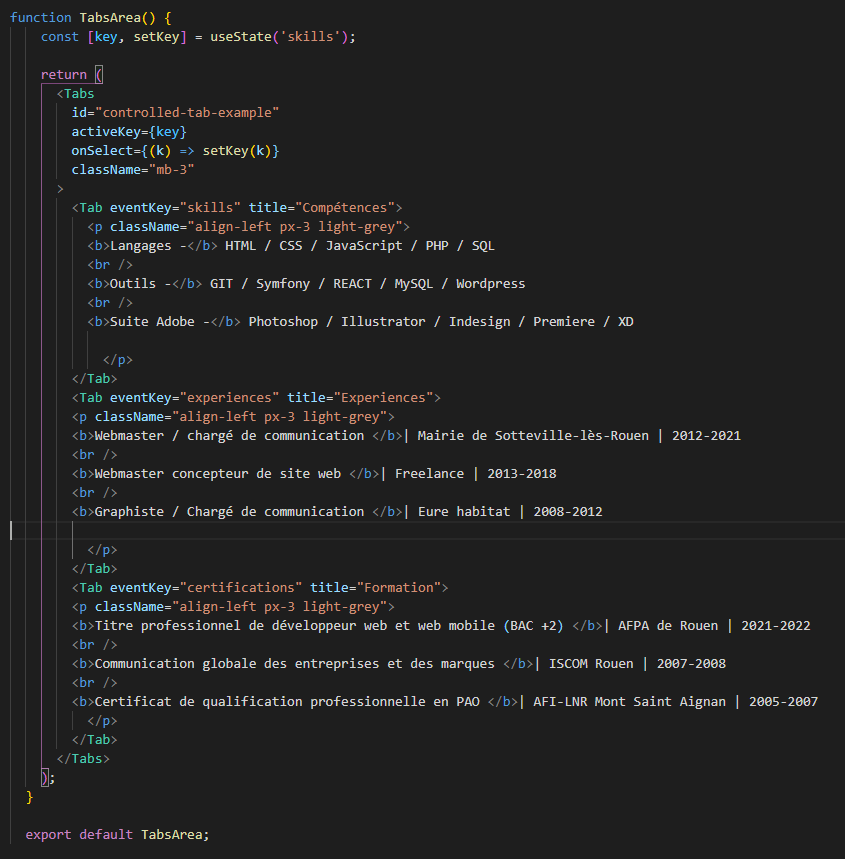 function TabsArea() {
const [key, setKey] = useState('skills');
return (
<Tabs
id="controlled-tab-example"
activeKey={key}
onSelect={(k) => setKey(k)}
className="mb-3"
>
<Tab eventKey="skills" title="Compétences">
<p className="align-left px-3 light-grey">
<b>Langages -</b> HTML / CSS / JavaScript / PHP / SQL
<br />
<b>Outils -</b> GIT / Symfony / REACT / MySQL / Wordpress
<br />
<b>Suite Adobe -</b> Photoshop / Illustrator / Indesign / Premiere / XD
</p>
</Tab>
<Tab eventKey="experiences" title="Experiences">
<p className="align-left px-3 light-grey">
<b>Webmaster / chargé de communication </b>| Mairie de Sotteville-lès-Rouen | 2012-2021
<br />
<b>Webmaster concepteur de site web </b>| Freelance | 2013-2018
<br />
<b>Graphiste / Chargé de communication </b>| Eure habitat | 2008-2012
</p>
</Tab>
<Tab eventKey="certifications" title="Formation">
<p className="align-left px-3 light-grey">
<b>Titre professionnel de développeur web et web mobile (BAC +2) </b>| AFPA de Rouen | 2021-2022
<br />
<b>Communication globale des entreprises et des marques </b>| ISCOM Rouen | 2007-2008
<br />
<b>Certificat de qualification professionnelle en PAO </b>| AFI-LNR Mont Saint Aignan | 2005-2007
</p>
</Tab>
</Tabs>
);
}
export default TabsArea;